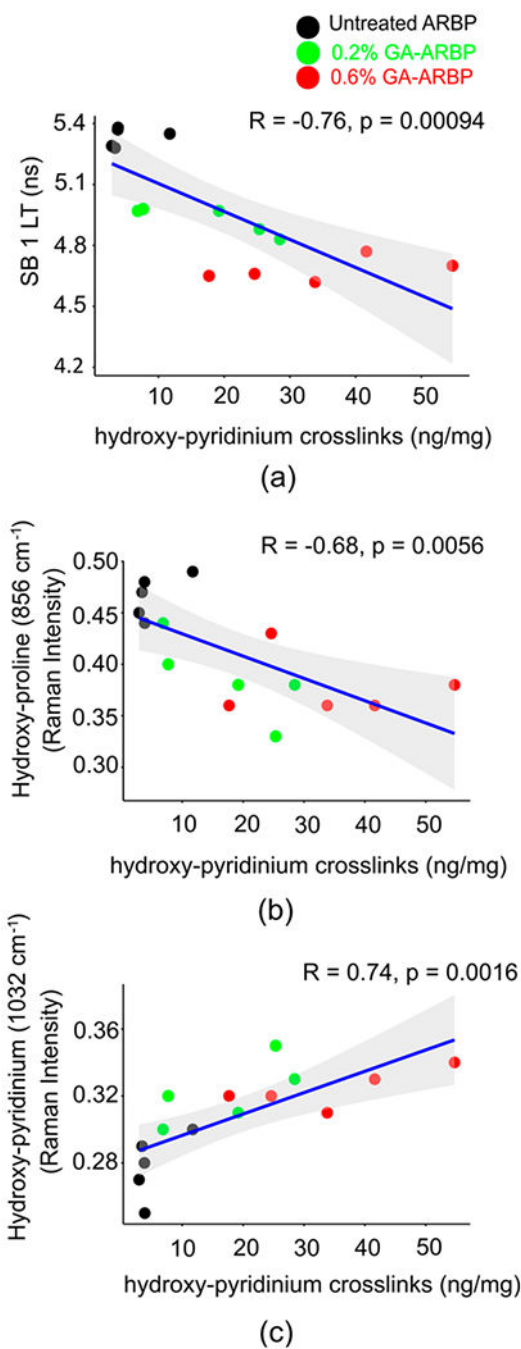 Untreated ARBP
0.2% GA-ARBP
0.6% GA-ARBP
R = -0.76, p = 0.00094
SB 1 LT (ns)
5.4
5.1
4.8
4.5
4.2
10 20 30 40 50
hydroxy-pyridinium crosslinks (ng/mg)
(a)
R = -0.68, p = 0.0056
Hydroxy-proline (856 cm⁻¹)
(Raman Intensity)
0.50
0.45
0.40
0.35
0.30
10 20 30 40 50
hydroxy-pyridinium crosslinks (ng/mg)
(b)
R = 0.74, p = 0.0016
Hydroxy-pyridinium (1032 cm⁻¹)
(Raman Intensity)
0.36
0.32
0.28
10 20 30 40 50
hydroxy-pyridinium crosslinks (ng/mg)
(c)